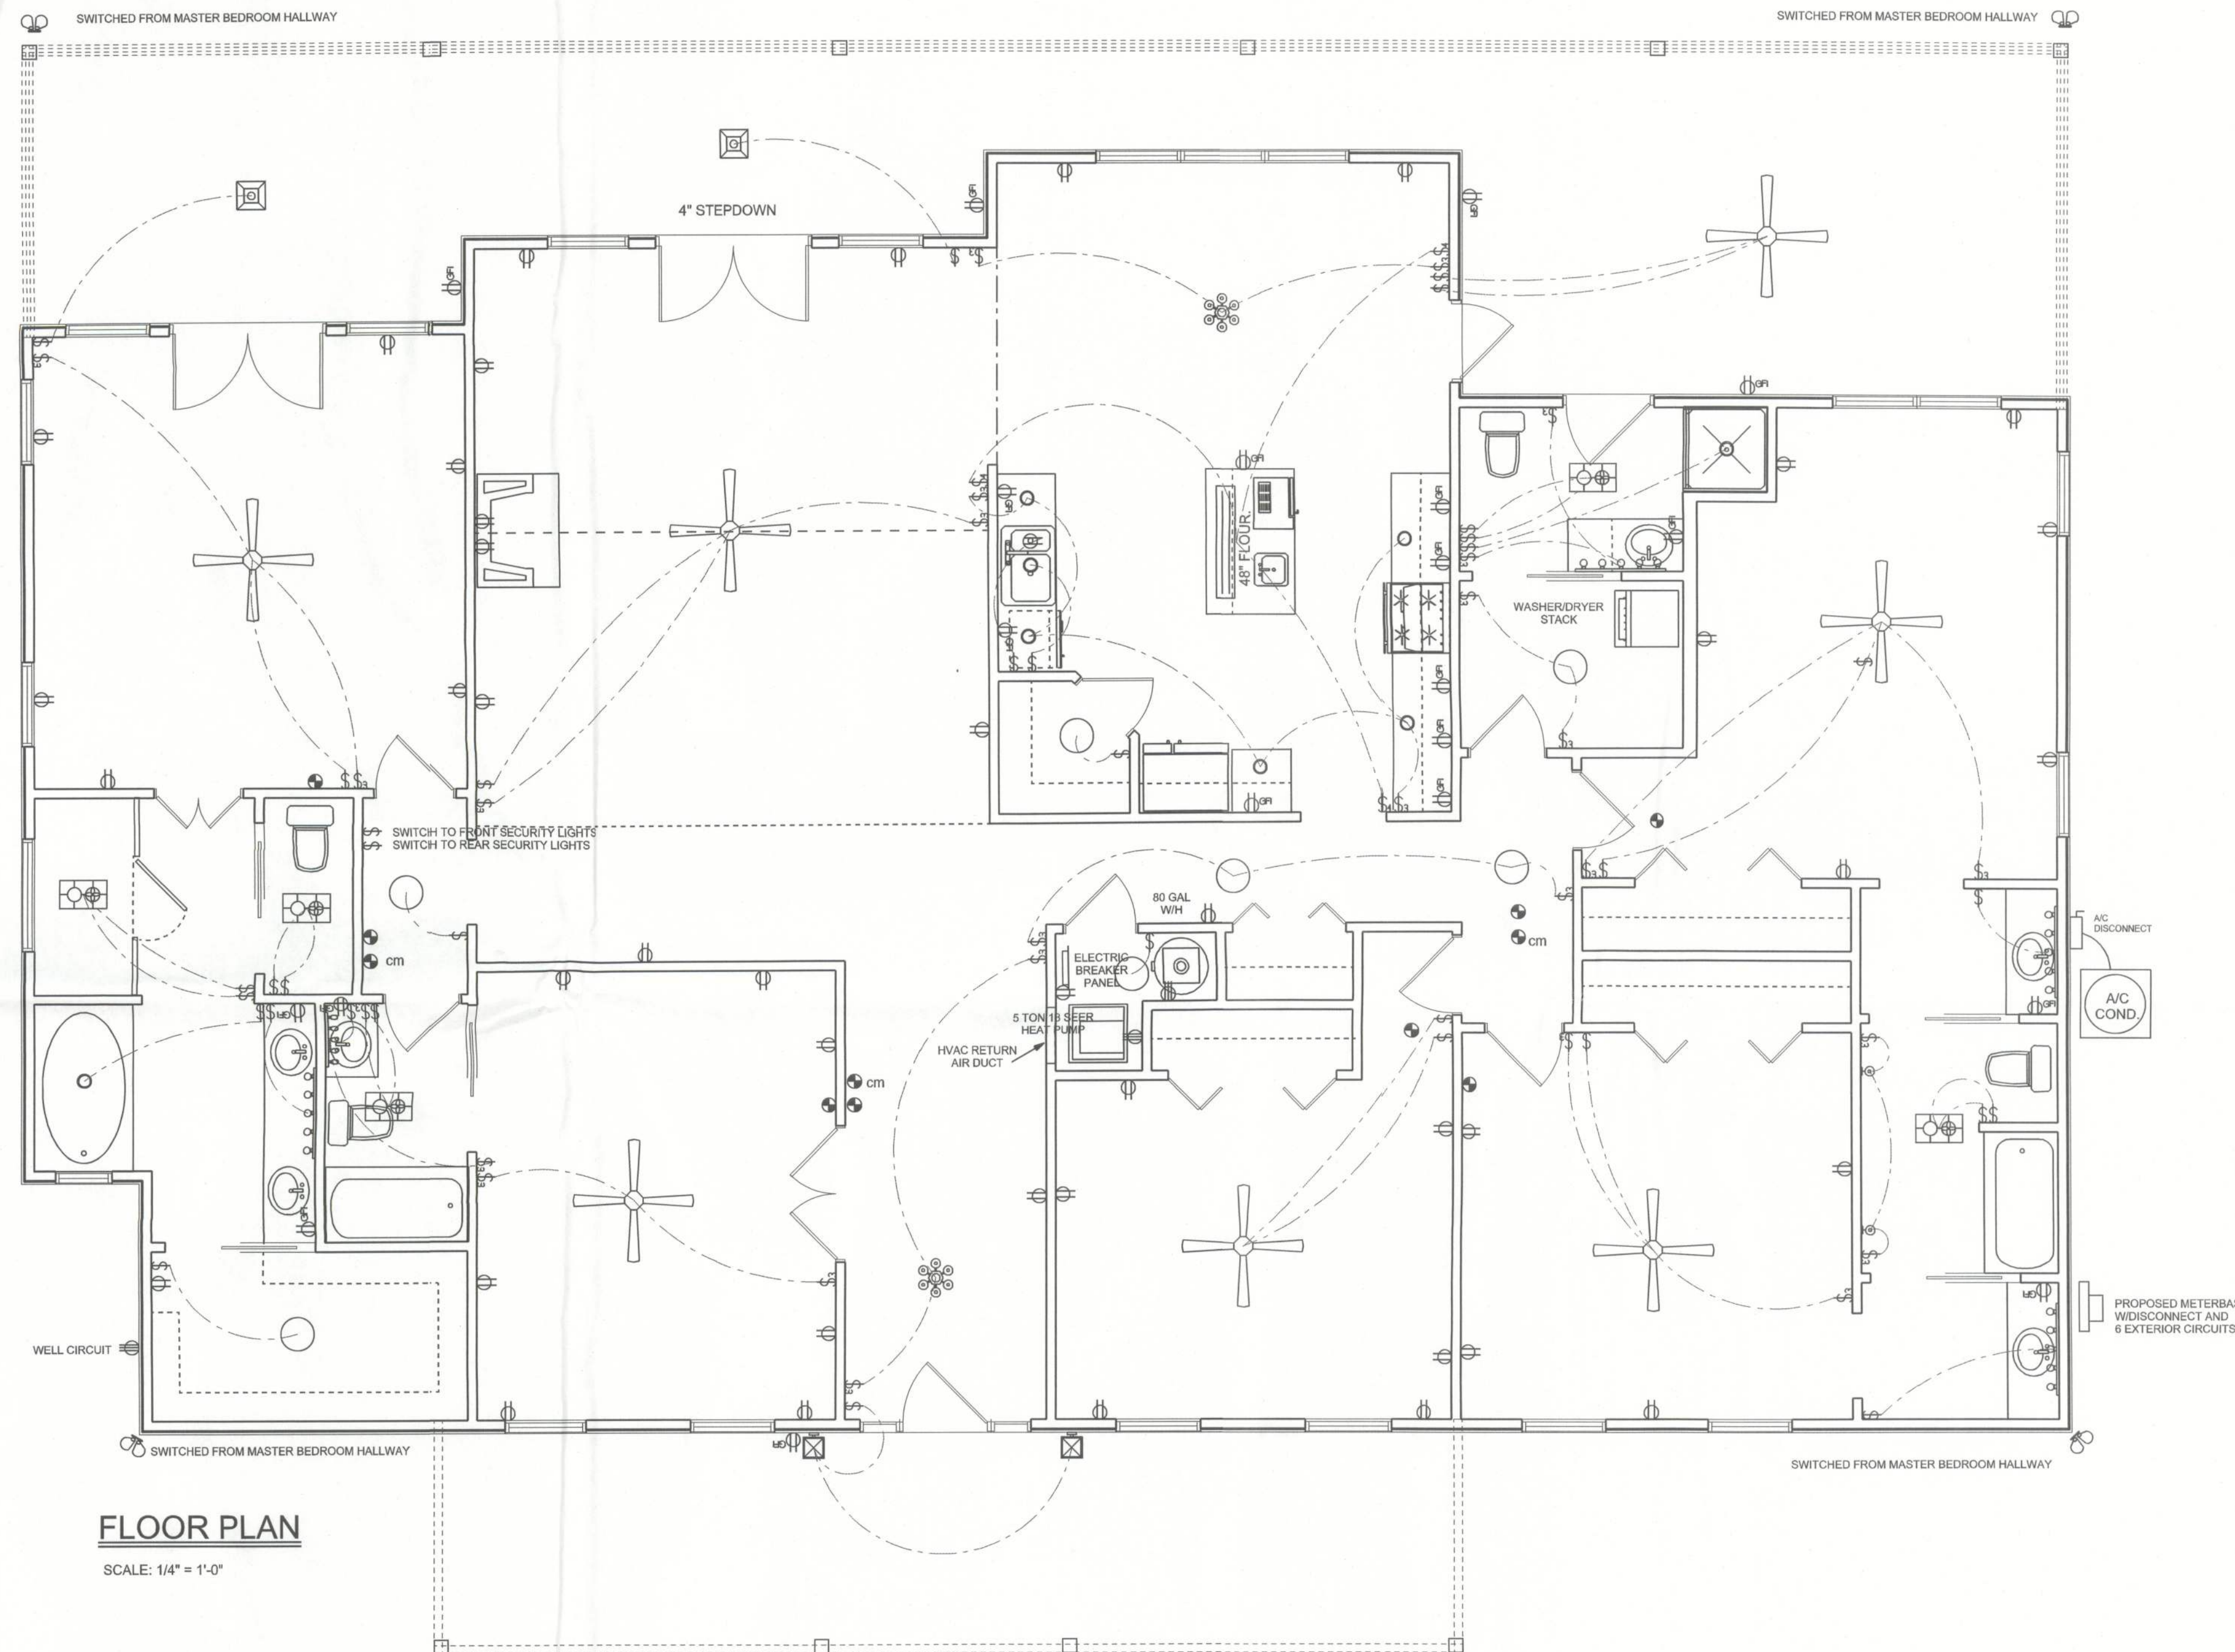 SWITCHED FROM MASTER BEDROOM HALLWAY
SWITCHED FROM MASTER BEDROOM HALLWAY
4" STEPDOWN
48" FLOUR.
WASHER/DRYER
STACK
SWITCH TO FRONT SECURITY LIGHTS
SWITCH TO REAR SECURITY LIGHTS
80 GAL
W/H
cm
cm
A/C
DISCONNECT
ELECTRIC
BREAKER
PANEL
A/C
COND.
5 TON 18 SEER
HEAT PUMP
HVAC RETURN
AIR DUCT
cm
PROPOSED METERBA
W/DISCONNECT AND
6 EXTERIOR CIRCUITS
WELL CIRCUIT
SWITCHED FROM MASTER BEDROOM HALLWAY
SWITCHED FROM MASTER BEDROOM HALLWAY
FLOOR PLAN
SCALE: 1/4" = 1'-0"